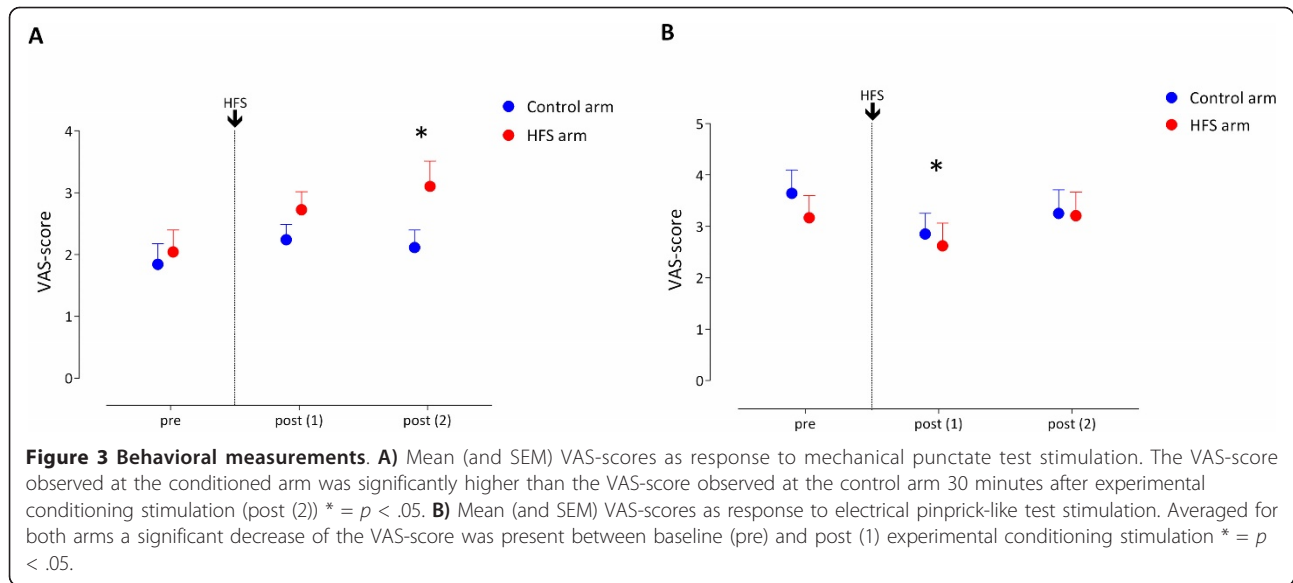 A
HFS
Control arm
HFS arm
4
*
3
2
1
0
VAS-score
pre
post (1)
post (2)
B
HFS
Control arm
HFS arm
5
*
4
3
2
1
0
VAS-score
pre
post (1)
post (2)
Figure 3 Behavioral measurements. A) Mean (and SEM) VAS-scores as response to mechanical punctate test stimulation. The VAS-score
observed at the conditioned arm was significantly higher than the VAS-score observed at the control arm 30 minutes after experimental
conditioning stimulation (post (2)) * = p < .05. B) Mean (and SEM) VAS-scores as response to electrical pinprick-like test stimulation. Averaged for
both arms a significant decrease of the VAS-score was present between baseline (pre) and post (1) experimental conditioning stimulation * = p
< .05.